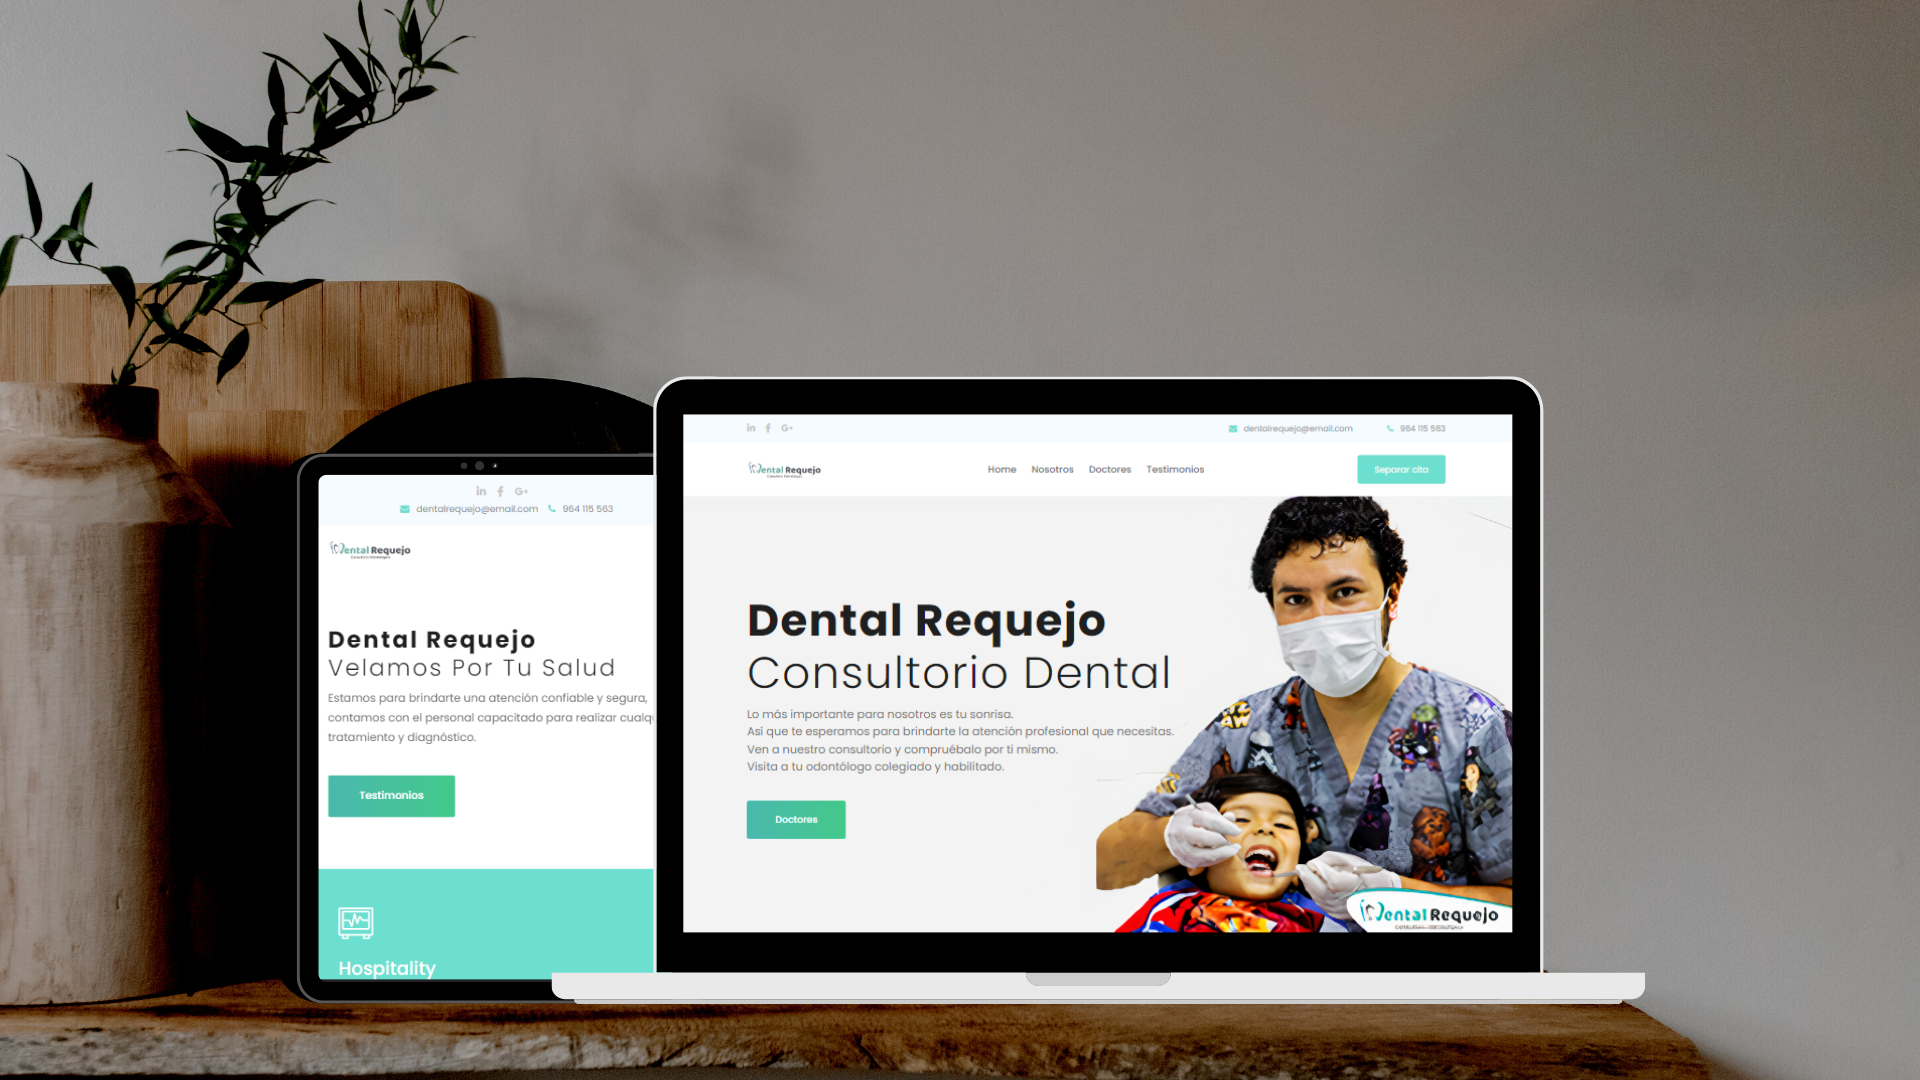 dentalrequejo@email.com 964 115 563
Dental Requejo
Dental Requejo
Velamos Por Tu Salud
Estamos para brindarte una atención confiable y segura,
contamos con el personal capacitado para realizar
tratamiento y diagnóstico.
Testimonios
Hospitality
dentalrequejo@email.com 964 115 563
Dental Requejo Home Nosotros Doctores Testimonios Separar cita
Dental Requejo
Consultorio Dental
Lo más importante para nosotros es tu sonrisa.
Así que te esperamos para brindarte la atención profesional que necesitas.
Ven a nuestro consultorio y compruébalo por ti mismo.
Visita a tu odontólogo colegiado y habilitado.
Doctores
Dental Requejo